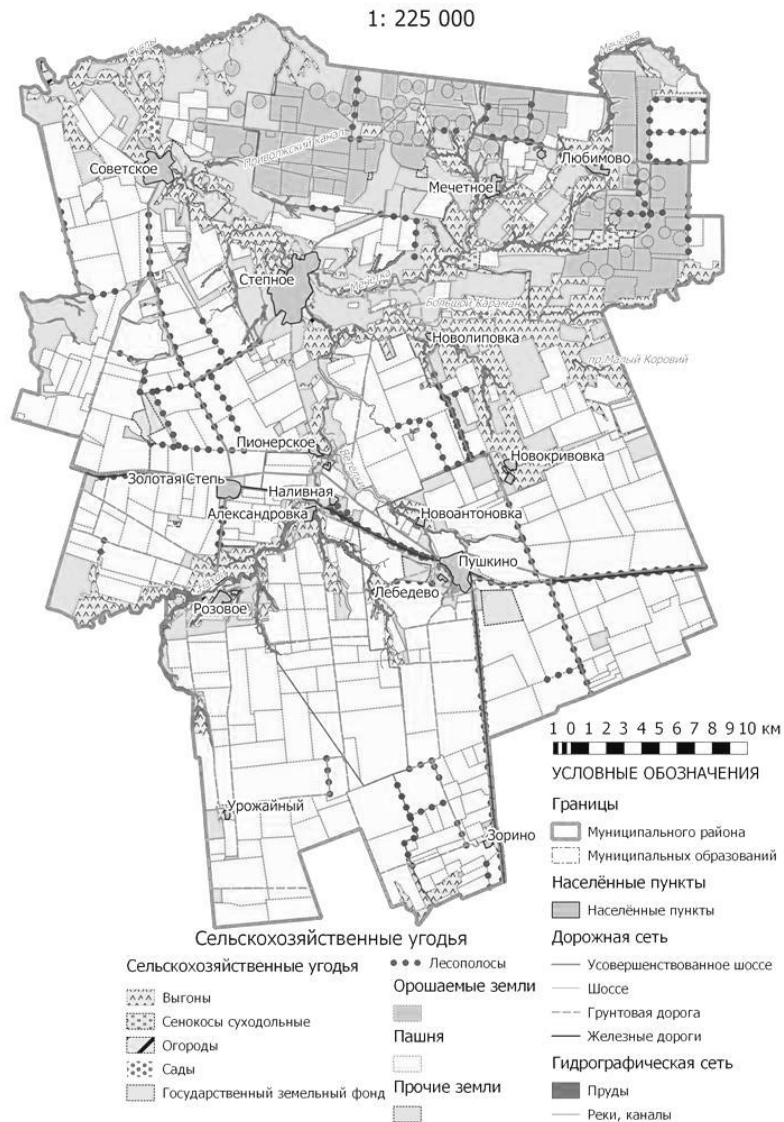 1: 225 000
Мечетка
Приволжский канал
Советское
Любимово
Мечетное
Степное
Мечетка
Большой Караман
Новолиповка
пр.Малый Коровий
Пионерское
Новокривовка
Золотая Степь
Наливная
Александровка
Новоантоновка
Пушкино
Лебедево
Розовое
Урожайный
Зорино
1 0 1 2 3 4 5 6 7 8 9 10 км
УСЛОВНЫЕ ОБОЗНАЧЕНИЯ
Границы
Муниципального района
Муниципальных образований
Населённые пункты
Населённые пункты
Дорожная сеть
Усовершенствованное шоссе
Шоссе
Грунтовая дорога
Железные дороги
Гидрографическая сеть
Пруды
Реки, каналы
Сельскохозяйственные угодья
Сельскохозяйственные угодья
Выгоны
Сенокосы суходольные
Огороды
Сады
Государственный земельный фонд
Лесополосы
Орошаемые земли
Пашня
Прочие земли